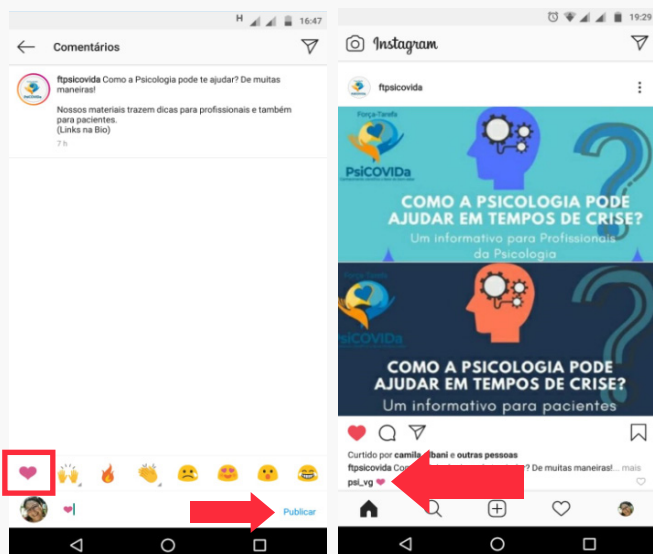 H 16:47
Comentários
ftpsicovida Como a Psicologia pode te ajudar? De muitas
maneiras!
Nossos materiais trazem dicas para profissionais e também
para pacientes.
(Links na Bio)
7 h
Publicar
19:29
Instagram
ftpsicovida
Força-Tarefa
PsiCOVIDa
COMO A PSICOLOGIA PODE
AJUDAR EM TEMPOS DE CRISE?
Um informativo para Profissionais
da Psicologia
?
COMO A PSICOLOGIA PODE
AJUDAR EM TEMPOS DE CRISE?
Um informativo para pacientes
?
Curtido por camila e outras pessoas
ftpsicovida ? De muitas maneiras!... mais
psi_vg